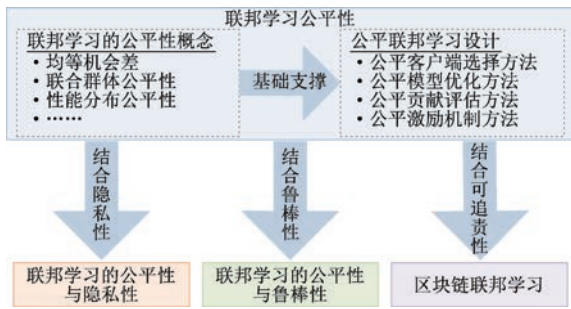 联邦学习公平性
联邦学习的公平性概念
• 均等机会差
• 联合群体公平性
• 性能分布公平性
• ……
基础支撑
公平联邦学习设计
• 公平客户端选择方法
• 公平模型优化方法
• 公平贡献评估方法
• 公平激励机制方法
结合隐私性
结合鲁棒性
结合可追责性
联邦学习的公平性
与隐私性
联邦学习的公平性
与鲁棒性
区块链联邦学习